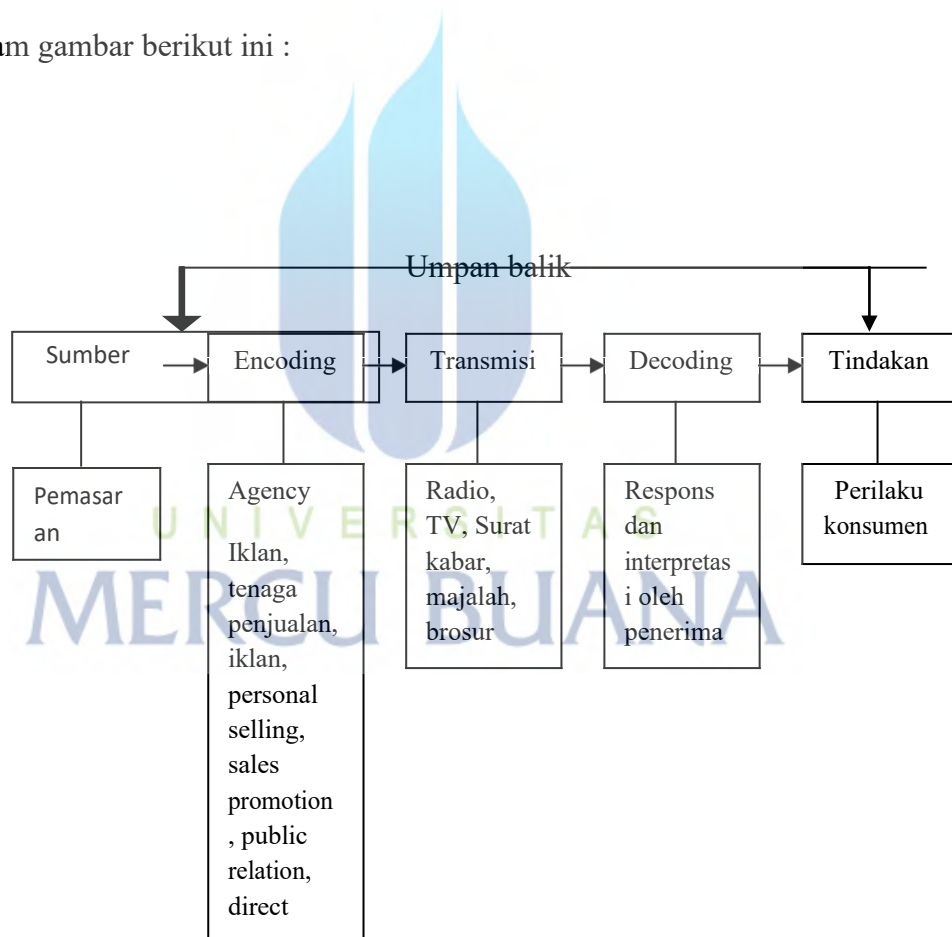 am gambar berikut ini :
Umpan balik
Sumber
Encoding
Transmisi
Decoding
Tindakan
Pemasar
an
Agency
Iklan,
tenaga
penjualan,
iklan,
personal
selling,
sales
promotion
, public
relation,
direct
Radio,
TV, Surat
kabar,
majalah,
brosur
Respons
dan
interpretas
i oleh
penerima
Perilaku
konsumen
UNIVERSITAS
MERCU BUANA